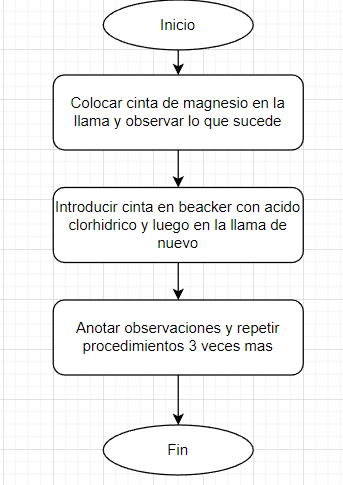 Inicio
Colocar cinta de magnesio en la
llama y observar lo que sucede
Introducir cinta en beacker con acido
clorhidrico y luego en la llama de
nuevo
Anotar observaciones y repetir
procedimientos 3 veces mas
Fin